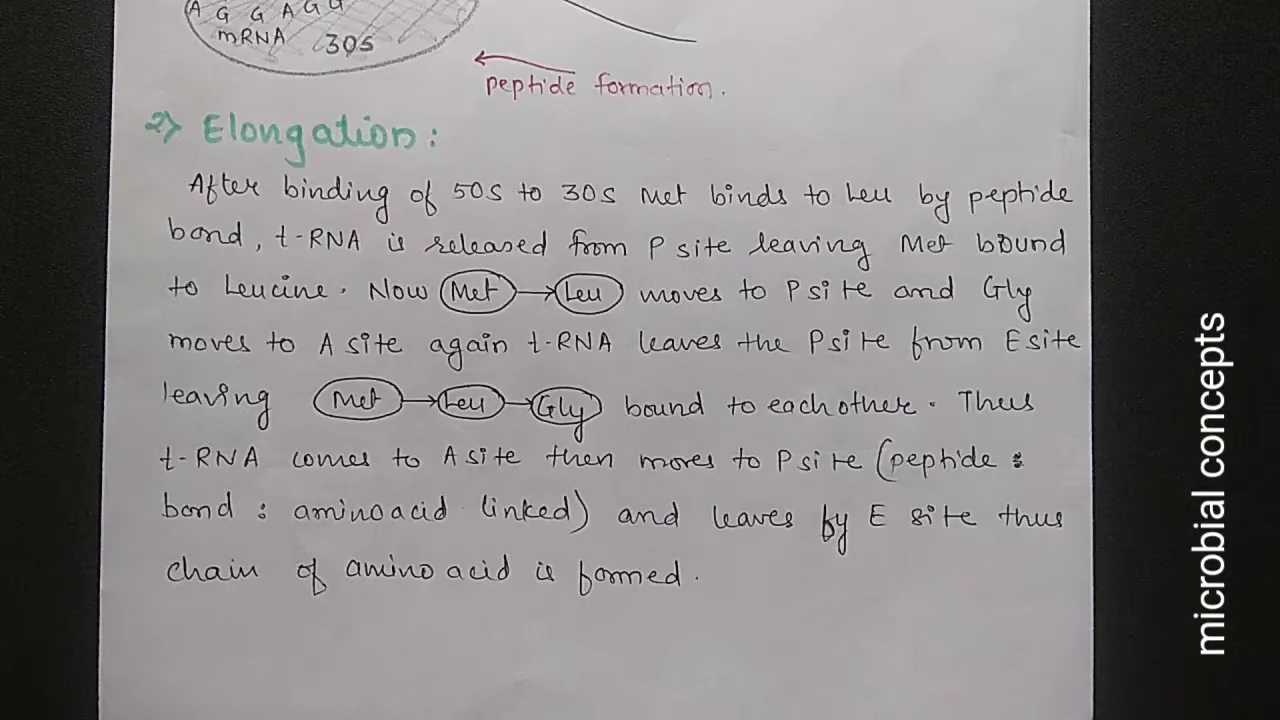 A G G A G G
mRNA 30S
peptide formation.
2) Elongation:
After binding of 50S to 30S Met binds to Leu by peptide
bond, t-RNA is released from P site leaving Met bound
to Leucine. Now Met → Leu moves to P site and Gly
moves to A site again t-RNA leaves the P site from E site
leaving Met → Leu → Gly bound to each other. Thus
t-RNA comes to A site then moves to P site (peptide :
bond : aminoacid linked) and leaves by E site thus
chain of amino acid is formed.
microbial concepts